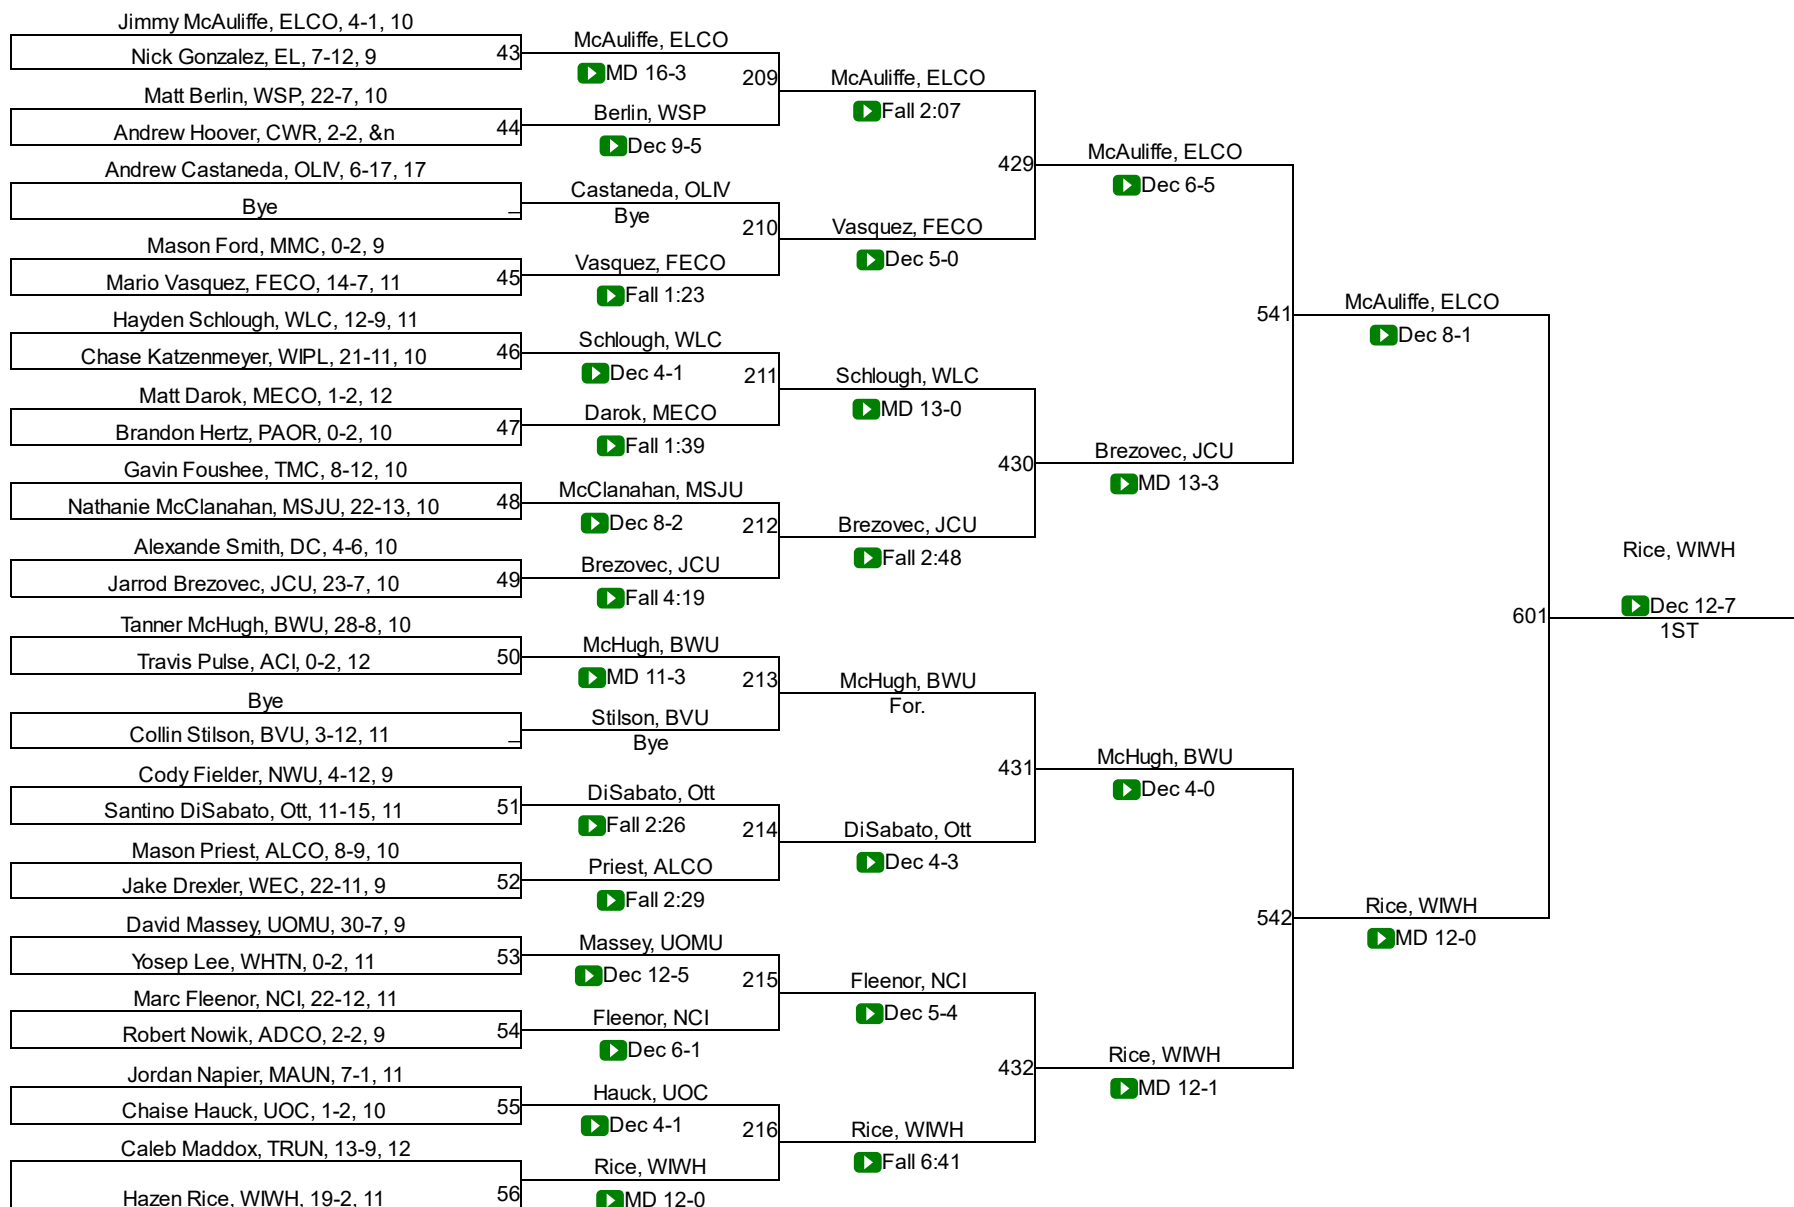 Jimmy McAuliffe, ELCO, 4-1, 10
Nick Gonzalez, EL, 7-12, 9
43
Matt Berlin, WSP, 22-7, 10
Andrew Hoover, CWR, 2-2, &n
44
Andrew Castaneda, OLIV, 6-17, 17
Bye
_
Mason Ford, MMC, 0-2, 9
Mario Vasquez, FECO, 14-7, 11
45
Hayden Schlough, WLC, 12-9, 11
Chase Katzenmeyer, WIPL, 21-11, 10
46
Matt Darok, MECO, 1-2, 12
Brandon Hertz, PAOR, 0-2, 10
47
Gavin Foushee, TMC, 8-12, 10
Nathanie McClanahan, MSJU, 22-13, 10
48
Alexande Smith, DC, 4-6, 10
Jarrod Brezovec, JCU, 23-7, 10
49
Tanner McHugh, BWU, 28-8, 10
Travis Pulse, ACI, 0-2, 12
50
Bye
Collin Stilson, BVU, 3-12, 11
_
Cody Fielder, NWU, 4-12, 9
Santino DiSabato, Ott, 11-15, 11
51
Mason Priest, ALCO, 8-9, 10
Jake Drexler, WEC, 22-11, 9
52
David Massey, UOMU, 30-7, 9
Yosep Lee, WHTN, 0-2, 11
53
Marc Fleenor, NCI, 22-12, 11
Robert Nowik, ADCO, 2-2, 9
54
Jordan Napier, MAUN, 7-1, 11
Chaise Hauck, UOC, 1-2, 10
55
Caleb Maddox, TRUN, 13-9, 12
Hazen Rice, WIWH, 19-2, 11
56
McAuliffe, ELCO
MD 16-3
209
Berlin, WSP
Dec 9-5
Castaneda, OLIV
Bye
210
Vasquez, FECO
Fall 1:23
Schlough, WLC
Dec 4-1
211
Darok, MECO
Fall 1:39
McClanahan, MSJU
Dec 8-2
212
Brezovec, JCU
Fall 4:19
McHugh, BWU
MD 11-3
213
Stilson, BVU
Bye
DiSabato, Ott
Fall 2:26
214
Priest, ALCO
Fall 2:29
Massey, UOMU
Dec 12-5
215
Fleenor, NCI
Dec 6-1
Hauck, UOC
Dec 4-1
216
Rice, WIWH
MD 12-0
McAuliffe, ELCO
Fall 2:07
429
Vasquez, FECO
Dec 5-0
Schlough, WLC
MD 13-0
430
Brezovec, JCU
Fall 2:48
McHugh, BWU
For.
431
DiSabato, Ott
Dec 4-3
Fleenor, NCI
Dec 5-4
432
Rice, WIWH
Fall 6:41
McAuliffe, ELCO
Dec 6-5
541
Brezovec, JCU
MD 13-3
McHugh, BWU
Dec 4-0
542
Rice, WIWH
MD 12-1
McAuliffe, ELCO
Dec 8-1
601
Rice, WIWH
MD 12-0
Rice, WIWH
Dec 12-7
1ST